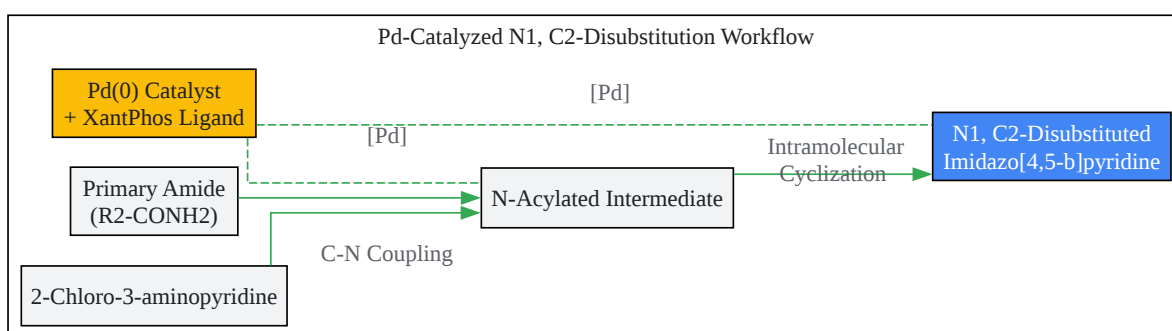 Pd-Catalyzed N1, C2-Disubstitution Workflow
Pd(0) Catalyst
+ XantPhos Ligand
[Pd]
[Pd]
Primary Amide
(R2-CONH2)
N-Acylated Intermediate
Intramolecular
Cyclization
N1, C2-Disubstituted
Imidazo[4,5-b]pyridine
C-N Coupling
2-Chloro-3-aminopyridine